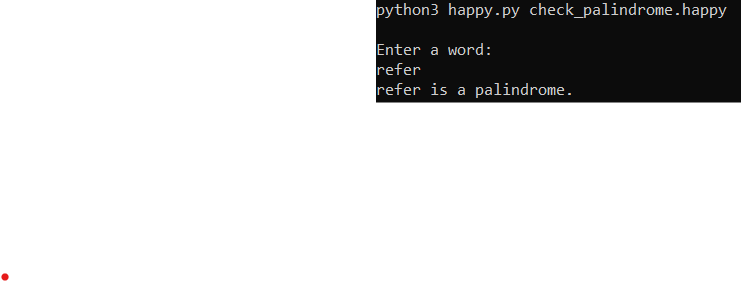 python3 happy.py check_palindrome.happy
Enter a word:
refer
refer is a palindrome.